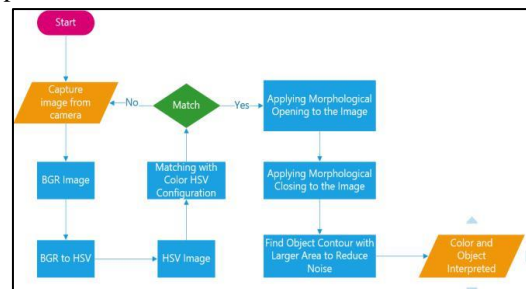 Start
Capture
image from
camera
No
Match
Yes
Applying Morphological
Opening to the Image
BGR Image
Matching with
Color HSV
Configuration
Applying Morphological
Closing to the Image
BGR to HSV
HSV Image
Find Object Contour with
Larger Area to Reduce
Noise
Color and
Object
Interpreted